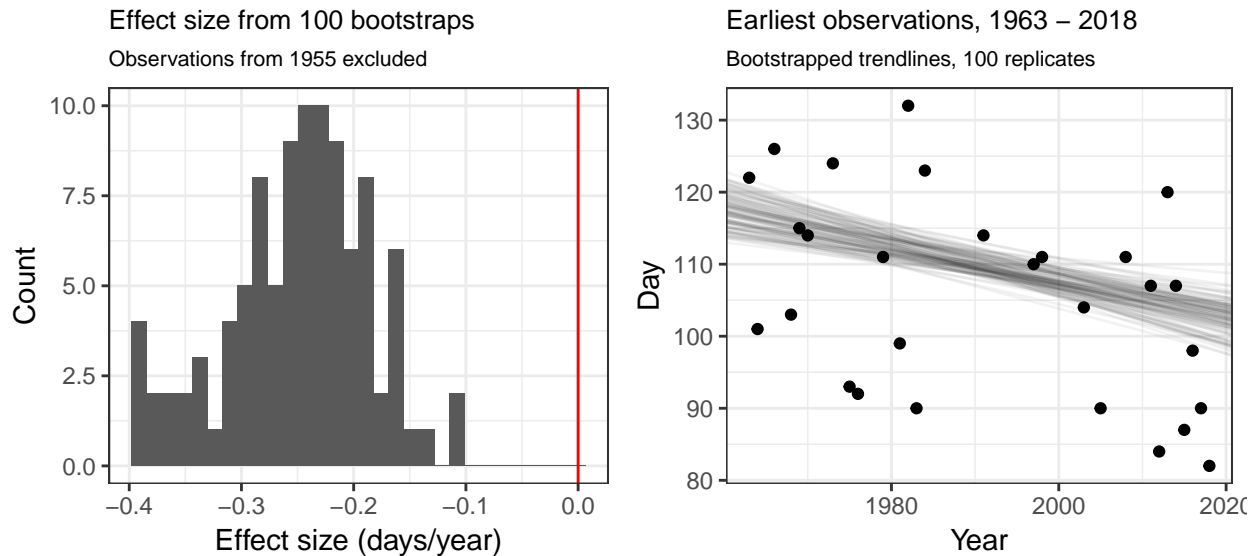 Effect size from 100 bootstraps
Observations from 1955 excluded
10.0
7.5
5.0
2.5
0.0
Count
−0.4 −0.3 −0.2 −0.1 0.0
Effect size (days/year)
Earliest observations, 1963 − 2018
Bootstrapped trendlines, 100 replicates
130
120
110
100
90
80
Day
1980 2000 2020
Year